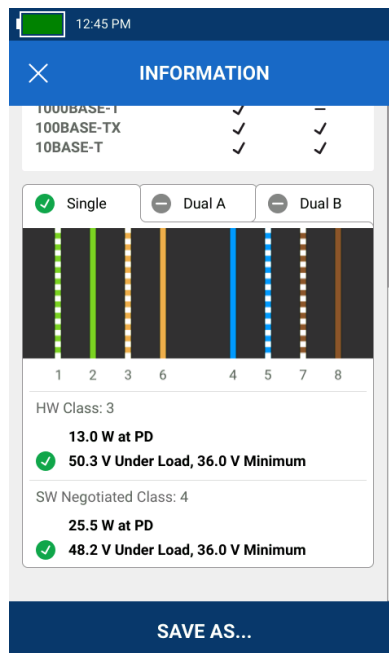 12:45 PM
INFORMATION
1000BASE-T
100BASE-TX
10BASE-T
Single Dual A Dual B
1 2 3 6 4 5 7 8
HW Class: 3
13.0 W at PD
50.3 V Under Load, 36.0 V Minimum
SW Negotiated Class: 4
25.5 W at PD
48.2 V Under Load, 36.0 V Minimum
SAVE AS...